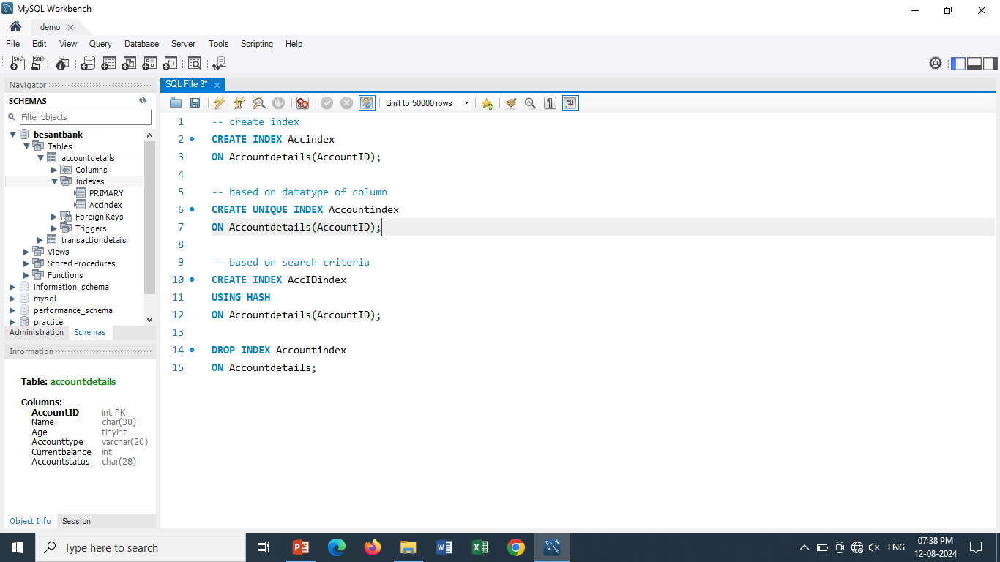 MySQL Workbench
demo
File Edit View Query Database Server Tools Scripting Help
Navigator
SCHEMAS
Filter objects
besantbank
Tables
accountdetails
Columns
Indexes
PRIMARY
Accindex
Foreign Keys
Triggers
transactiondetails
Views
Stored Procedures
Functions
information_schema
mysql
performance_schema
practice
Administration Schemas
Information
Table: accountdetails
Columns:
AccountID int PK
Name char(30)
Age tinyint
Accounttype varchar(20)
Currentbalance int
Accountstatus char(28)
Object Info Session
SQL File 3*
Limit to 50000 rows
1 -- create index
2 CREATE INDEX Accindex
3 ON Accountdetails(AccountID);
4
5 -- based on datatype of column
6 CREATE UNIQUE INDEX Accountindex
7 ON Accountdetails(AccountID);
8
9 -- based on search criteria
10 CREATE INDEX AccIDindex
11 USING HASH
12 ON Accountdetails(AccountID);
13
14 DROP INDEX Accountindex
15 ON Accountdetails;
Type here to search
ENG
07:38 PM
12-08-2024